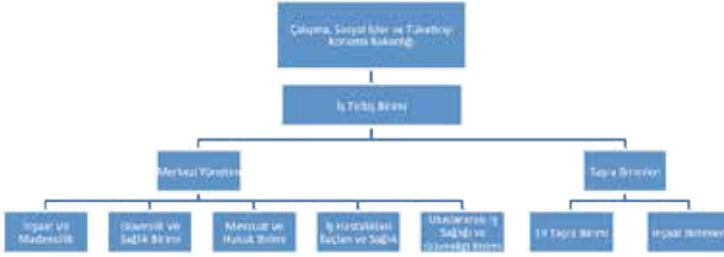 Çalışma, Sosyal İşler ve Tüketiciyi
Koruma Bakanlığı
İş Teftiş Birimi
Merkezi Yönetim
Taşra Birimleri
İnşaat ve
Madencilik
Güvenlik ve
Sağlık Birimi
Mevzuat ve
Hukuk Birimi
İş Hastalıkları
İlaçları ve Sağlık
Uluslararası İş
Sağlığı ve
Güvenliği Birimi
Taşra Birimi
İnşaat Birimleri